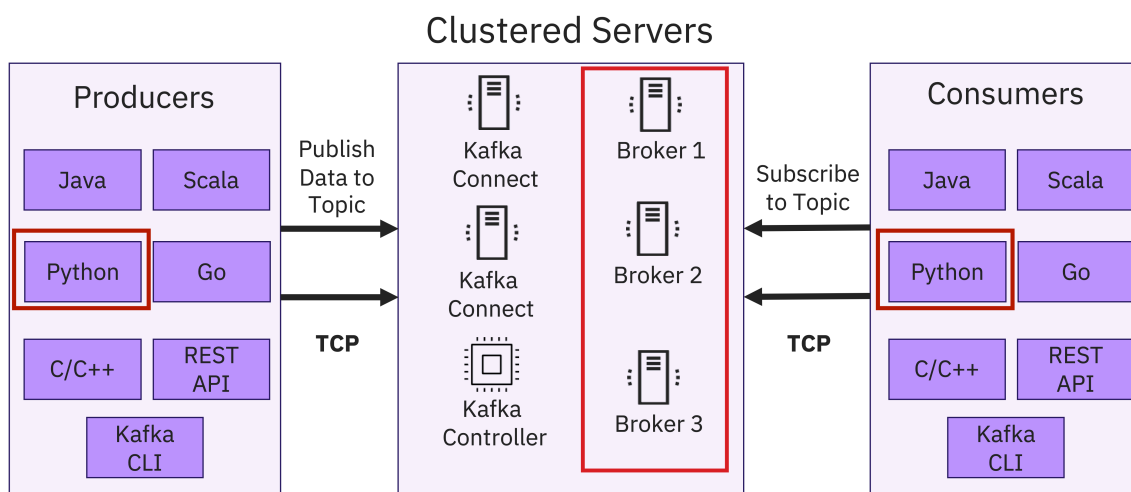 Clustered Servers
Producers
Java
Scala
Python
Go
C/C++
REST
API
Kafka
CLI
Publish
Data to
Topic
TCP
Kafka
Connect
Kafka
Connect
Kafka
Controller
Broker 1
Broker 2
Broker 3
Subscribe
to Topic
TCP
Consumers
Java
Scala
Python
Go
C/C++
REST
API
Kafka
CLI